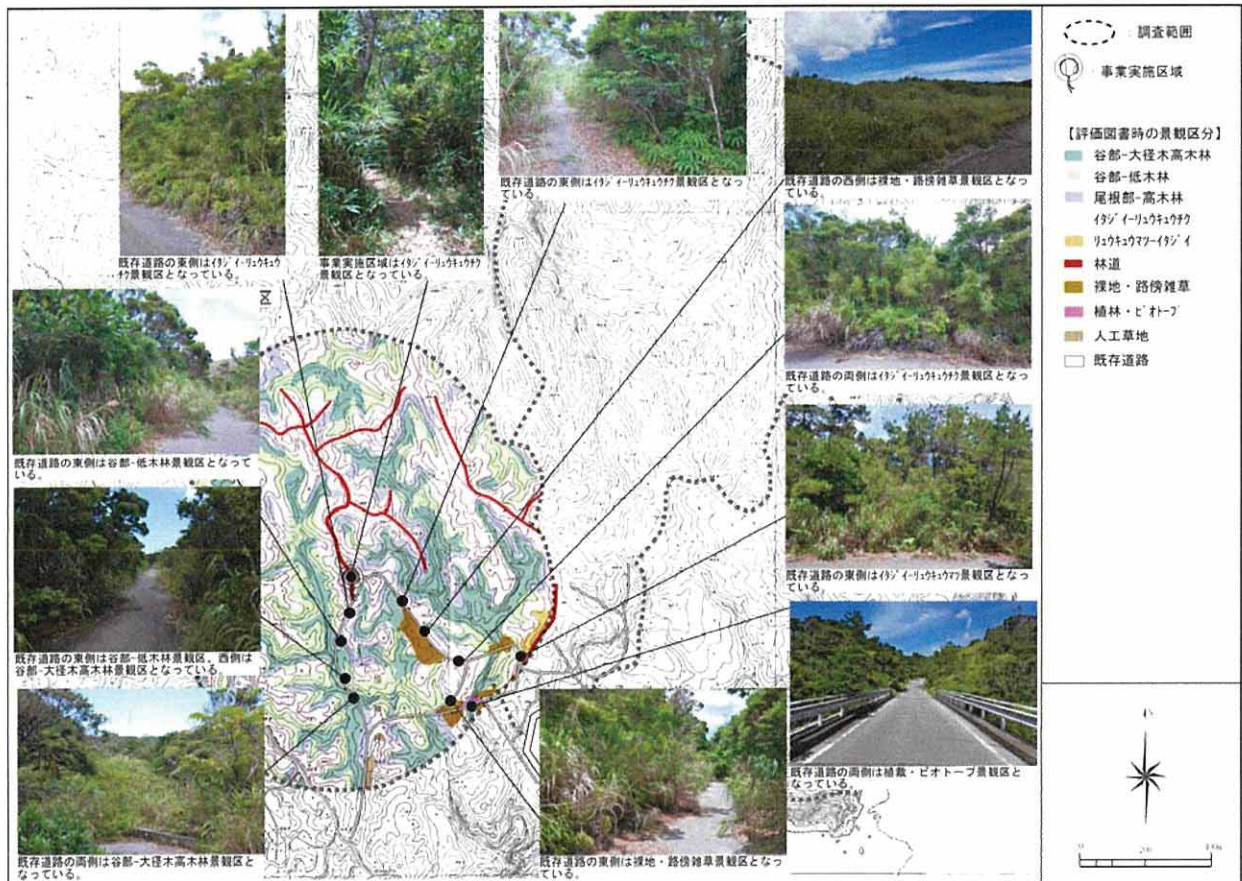 既存道路の東側はイタジイーリュウキュウ
チク景観区となっている。
事業実施区域はイタジイーリュウキュウチク
景観区となっている。
既存道路の東側はイタジイーリュウキュウチク景観区となっ
ている。
既存道路の西側は裸地・路傍雑草景観区となっ
ている。
既存道路の両側はイタジイーリュウキュウチク景観区となっ
ている。
既存道路の東側は谷部-低木林景観区となって
いる。
既存道路の東側は谷部-低木林景観区、西側は
谷部-大径木高木林景観区となっている。
既存道路の東側はイタジイーリュウキュウマツ景観区となっ
ている。
既存道路の両側は谷部-大径木高木林景観区と
なっている。
既存道路の東側は裸地・路傍雑草景観区となっ
ている。
既存道路の両側は植栽・ビオトープ景観区と
なっている。
調査範囲
事業実施区域
【評価図書時の景観区分】
谷部-大径木高木林
谷部-低木林
尾根部-高木林
イタジイーリュウキュウチク
リュウキュウマツーイタジイ
林道
裸地・路傍雑草
植林・ビオトープ
人工草地
既存道路
0
200